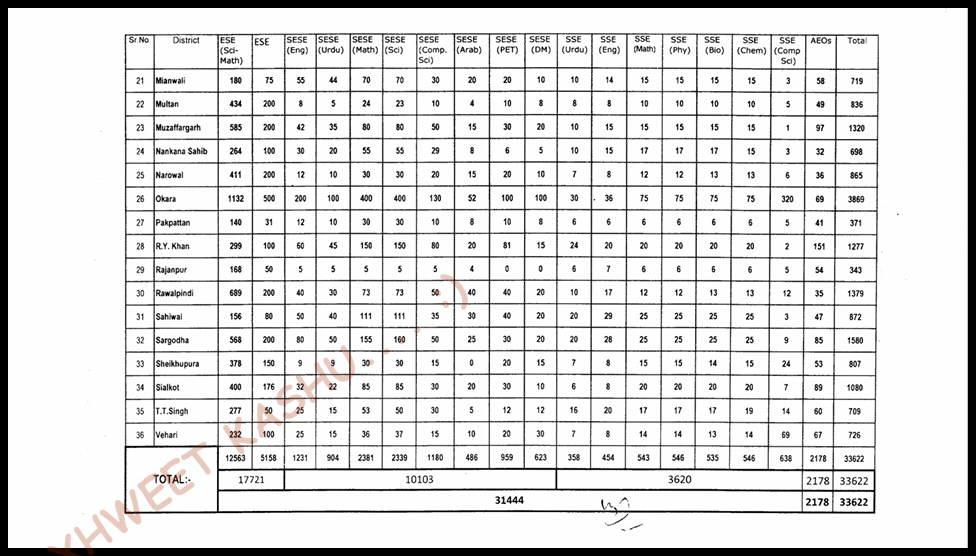 Sr.No. District ESE (Sci-Math) ESE SESE (Eng) SESE (Urdu) SESE (Math) SESE (Sci) SESE (Comp. Sci) SESE (Arab) SESE (PET) SESE (DM) SSE (Urdu) SSE (Eng) SSE (Math) SSE (Phy) SSE (Bio) SSE (Chem) SSE (Comp Sci) AEOs Total
21 Mianwali 180 75 55 44 70 70 30 20 20 10 10 14 15 15 15 15 3 58 719
22 Multan 434 200 8 5 24 23 10 4 10 8 8 8 10 10 10 10 5 49 836
23 Muzaffargarh 585 200 42 35 80 80 50 15 30 20 10 15 15 15 15 15 1 97 1320
24 Nankana Sahib 264 100 30 20 55 55 29 8 6 5 10 15 17 17 17 15 3 32 698
25 Narowal 411 200 12 10 30 30 20 15 20 10 7 8 12 12 13 13 6 36 865
26 Okara 1132 500 200 100 400 400 130 52 100 100 30 36 75 75 75 75 320 69 3869
27 Pakpattan 140 31 12 10 30 30 10 8 10 8 6 6 6 6 6 6 5 41 371
28 R.Y. Khan 299 100 60 45 150 150 80 20 81 15 24 20 20 20 20 20 2 151 1277
29 Rajanpur 168 50 5 5 5 5 5 4 0 0 6 7 6 6 6 6 5 54 343
30 Rawalpindi 689 200 40 30 73 73 50 40 40 20 10 17 12 12 13 13 12 35 1379
31 Sahiwal 156 80 50 40 111 111 35 30 40 20 20 29 25 25 25 25 3 47 872
32 Sargodha 568 200 80 50 155 160 50 25 30 20 20 28 25 25 25 25 9 85 1580
33 Sheikhupura 378 150 9 9 30 30 15 0 20 15 7 8 15 15 14 15 24 53 807
34 Sialkot 400 176 32 22 85 85 30 20 30 10 6 8 20 20 20 20 7 89 1080
35 T.T.Singh 277 50 25 15 53 50 30 5 12 12 16 20 17 17 17 19 14 60 709
36 Vehari 232 100 25 15 36 37 15 10 20 30 7 8 14 14 13 14 69 67 726
12563 5158 1231 904 2381 2339 1180 486 959 623 358 454 543 546 535 546 638 2178 33622
TOTAL:- 17721 10103 3620 2178 33622
31444 2178 33622
XHWEET KASHU.... :)